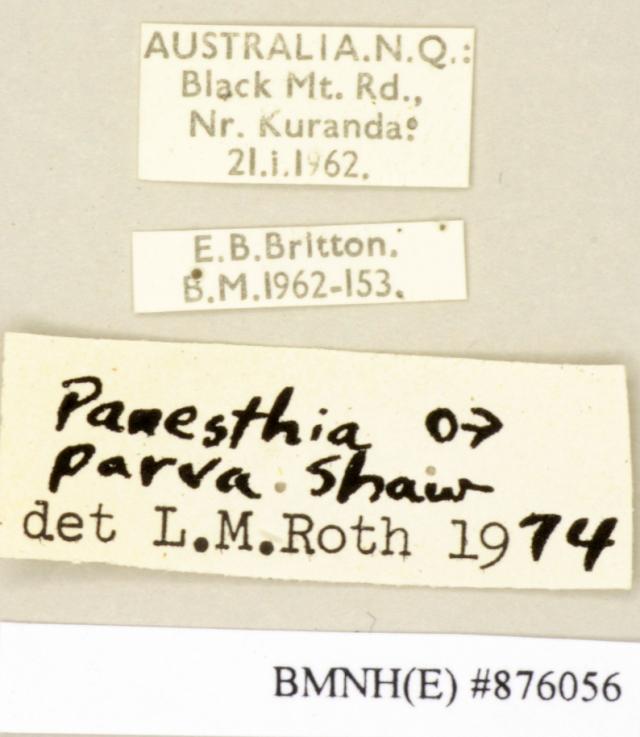 AUSTRALIA.N.Q.:
Black Mt. Rd.,
Nr. Kuranda.
21.i.1962.
E.B.Britton.
B.M.1962-153.
Panesthia ♂
parva Shaw
det L.M.Roth 1974
BMNH(E) #876056